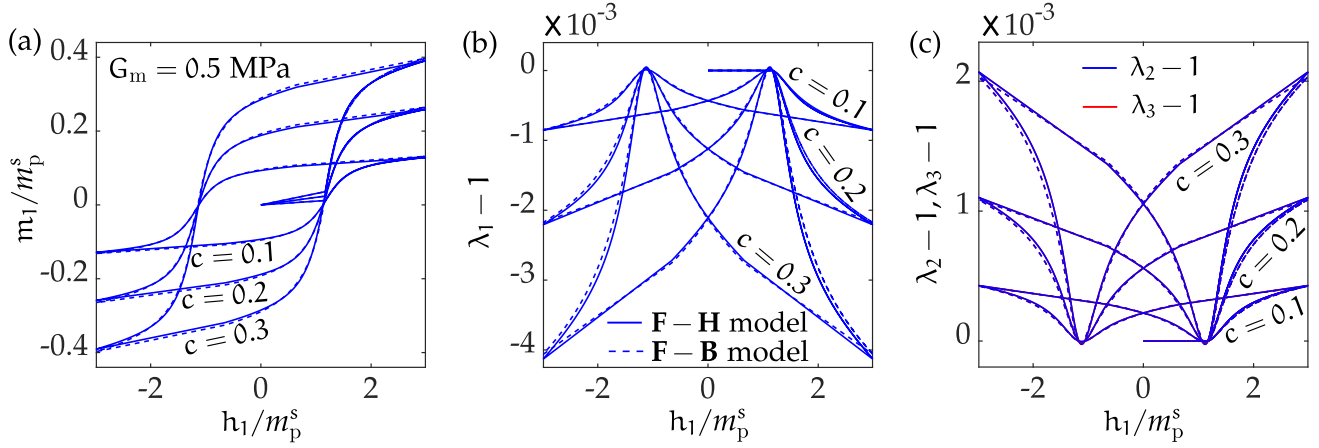 (a)
G_m = 0.5 MPa
0.4
0.2
0
-0.2
-0.4
m_1/m_p^s
c = 0.1
c = 0.2
c = 0.3
-2
0
2
h_1/m_p^s
(b)
×10^-3
0
-1
-2
-3
-4
λ_1 − 1
c = 0.1
c = 0.2
c = 0.3
F − H model
F − B model
-2
0
2
h_1/m_p^s
(c)
×10^-3
2
1
0
λ_2 − 1, λ_3 − 1
λ_2 − 1
λ_3 − 1
c = 0.3
c = 0.2
c = 0.1
-2
0
2
h_1/m_p^s